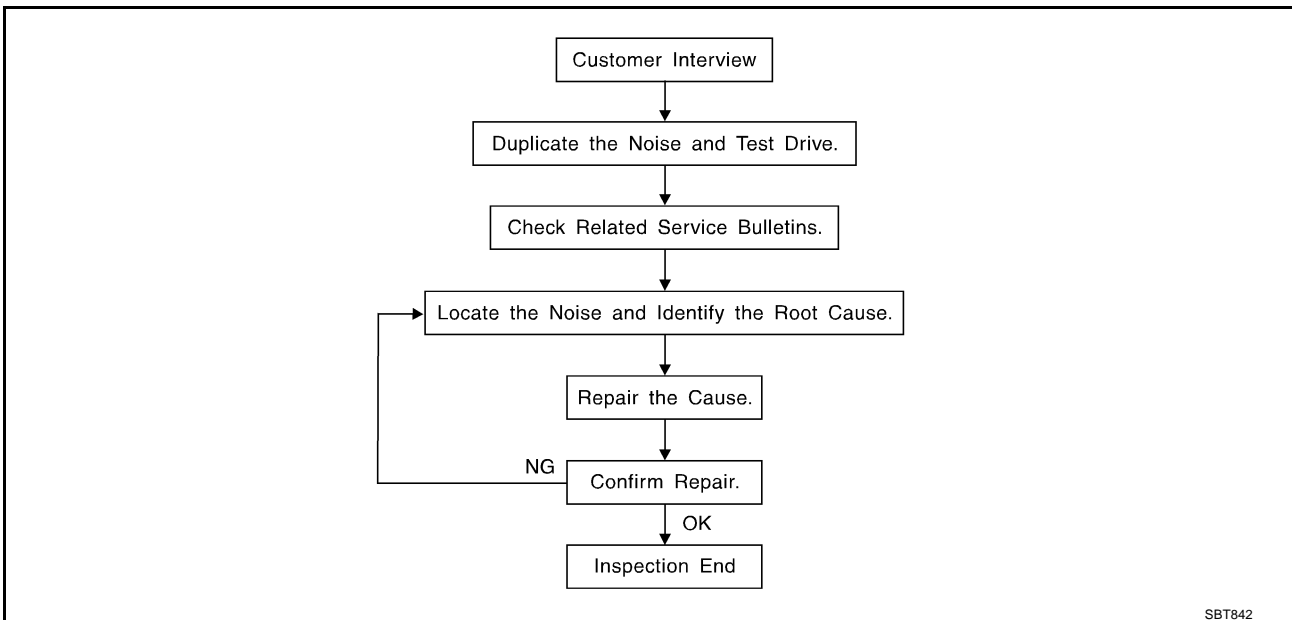 Customer Interview
Duplicate the Noise and Test Drive.
Check Related Service Bulletins.
Locate the Noise and Identify the Root Cause.
Repair the Cause.
NG
Confirm Repair.
OK
Inspection End
SBT842